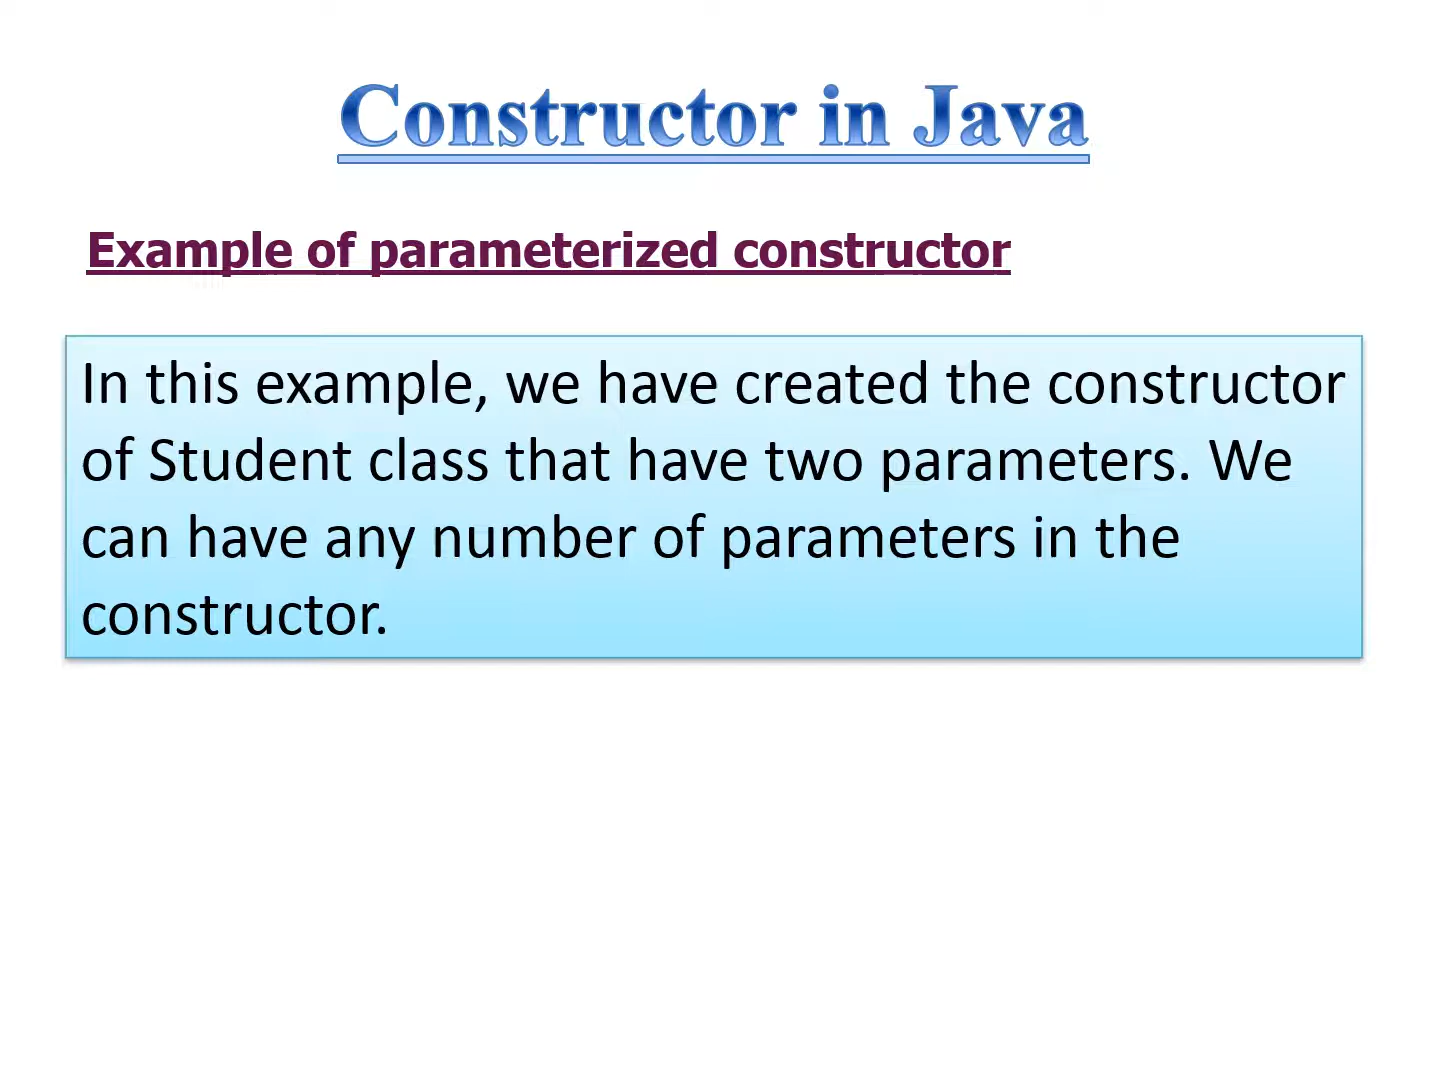 Constructor in Java
Example of parameterized constructor
In this example, we have created the constructor
of Student class that have two parameters. We
can have any number of parameters in the
constructor.